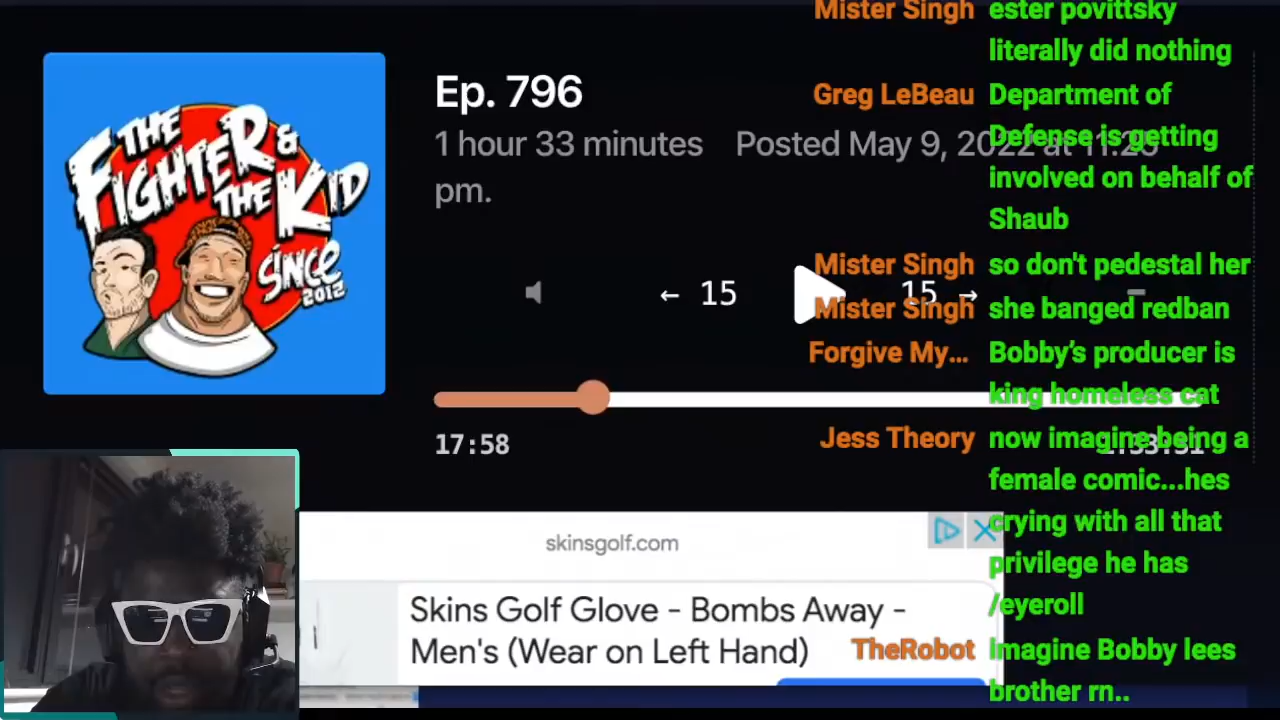 THE
FIGHTER &
THE KID
SINCE
2012
Ep. 796
1 hour 33 minutes Posted May 9, 2022 at 11:25
pm.
← 15
15 →
17:58
1:33:31
skinsgolf.com
Skins Golf Glove - Bombs Away -
Men's (Wear on Left Hand)
Mister Singh ester povittsky
literally did nothing
Greg LeBeau Department of
Defense is getting
involved on behalf of
Shaub
Mister Singh so don't pedestal her
Mister Singh she banged redban
Forgive My... Bobby's producer is
king homeless cat
Jess Theory now imagine being a
female comic...hes
crying with all that
privilege he has
/eyeroll
TheRobot Imagine Bobby lees
brother rn..